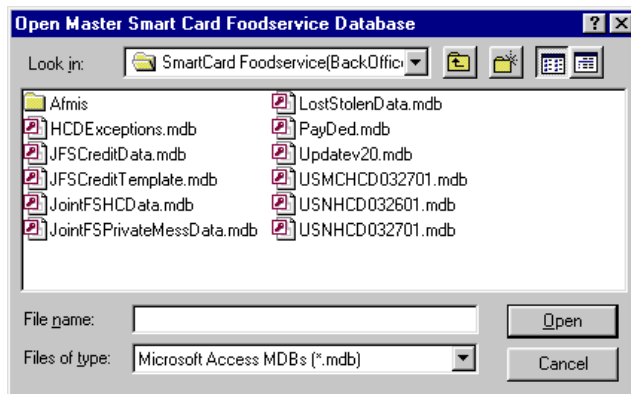 Open Master Smart Card Foodservice Database
Look in: SmartCard Foodservice(BackOffic
Afmis
HCDExceptions.mdb
JFSCreditData.mdb
JFSCreditTemplate.mdb
JointFSHCData.mdb
JointFSPrivateMessData.mdb
LostStolenData.mdb
PayDed.mdb
Updatev20.mdb
USMCHCD032701.mdb
USNHCD032601.mdb
USNHCD032701.mdb
File name: Open
Files of type: Microsoft Access MDBs (*.mdb) Cancel